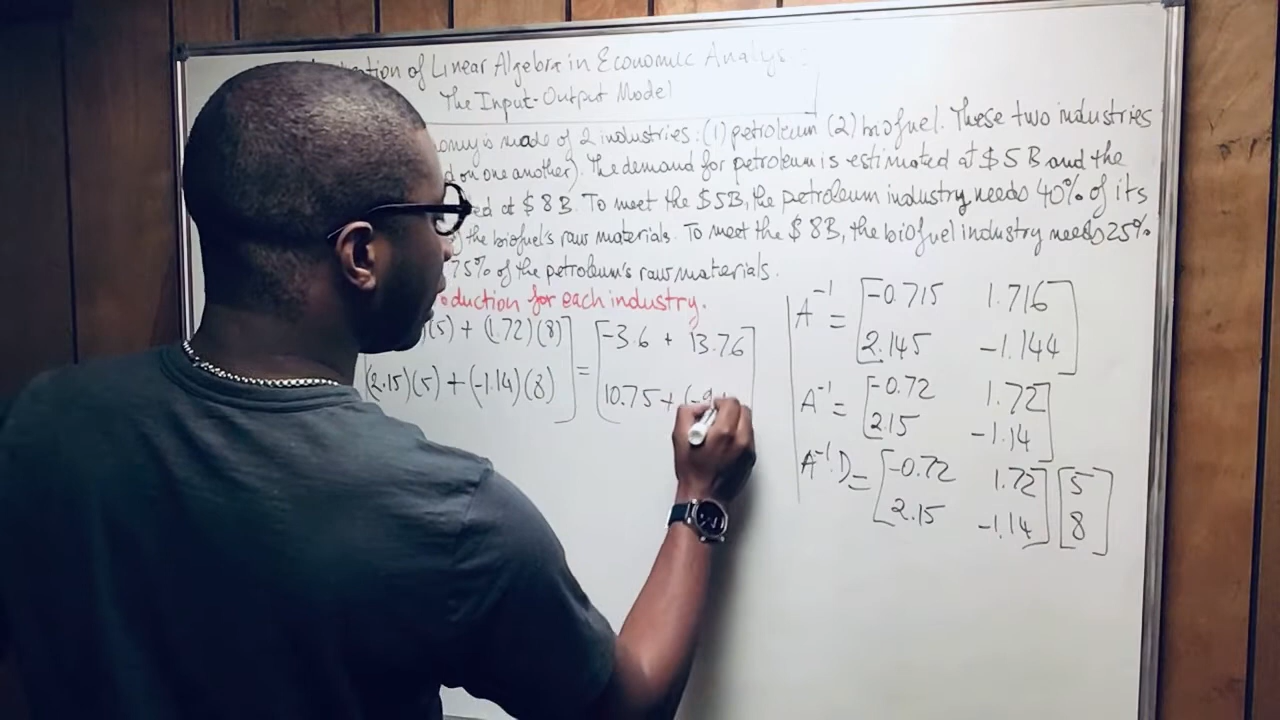 of Linear Algebra in Economic Analys
The Input-Output Model
is made of 2 industries: (1) petroleum (2) biofuel. These two industries
on one another). The demand for petroleum is estimated at $5B and the
at $8B. To meet the $5B, the petroleum industry needs 40% of its
the biofuel's raw materials. To meet the $8B, the biofuel industry needs 25%
75% of the petroleum's raw materials.
for each industry.
(5) + (1.72)(8)] = [-3.6 + 13.76
(2.15)(5) + (-1.14)(8)] 10.75 + (-9
A⁻¹ = [-0.715 1.716
2.145 -1.144]
A⁻¹ = [-0.72 1.72
2.15 -1.14]
A⁻¹.D = [-0.72 1.72] [5
2.15 -1.14] 8]